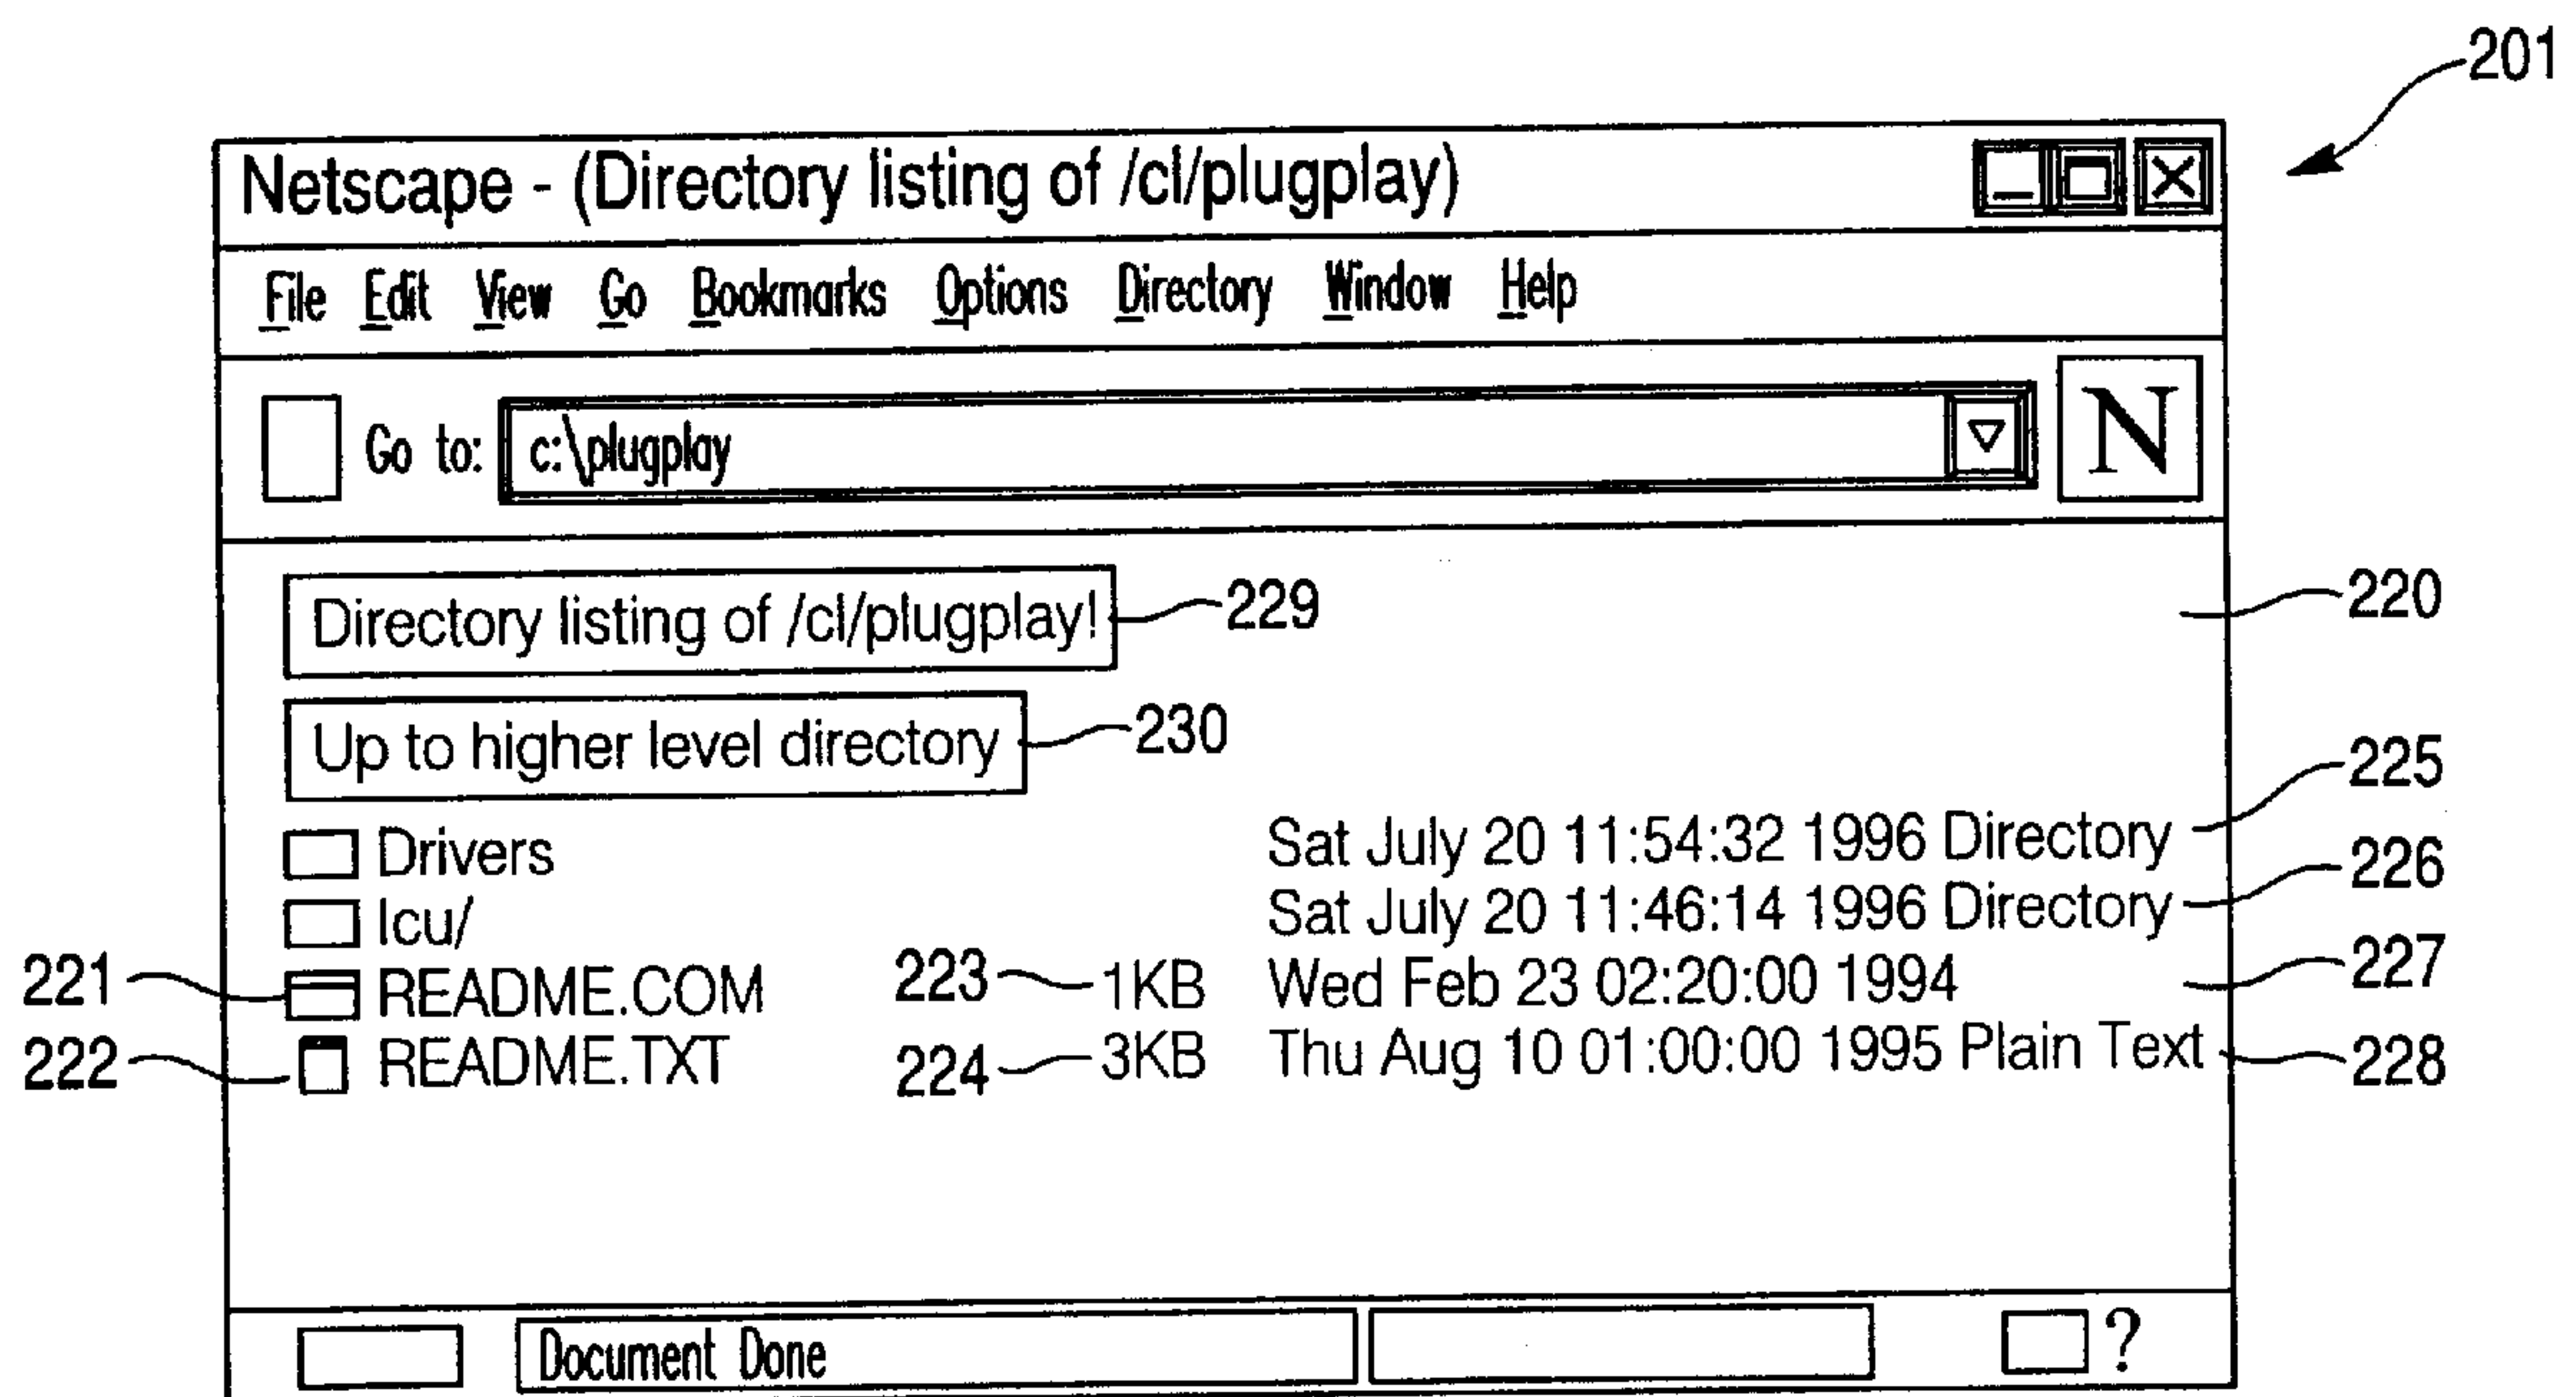 201
Netscape - (Directory listing of /cl/plugplay)
File Edit View Go Bookmarks Options Directory Window Help
Go to: c:\plugplay N
Directory listing of /cl/plugplay! 229 220
Up to higher level directory 230
225
Drivers Sat July 20 11:54:32 1996 Directory
226
Icu/ Sat July 20 11:46:14 1996 Directory
221 README.COM 223 1KB Wed Feb 23 02:20:00 1994 227
222 README.TXT 224 3KB Thu Aug 10 01:00:00 1995 Plain Text 228
Document Done ?